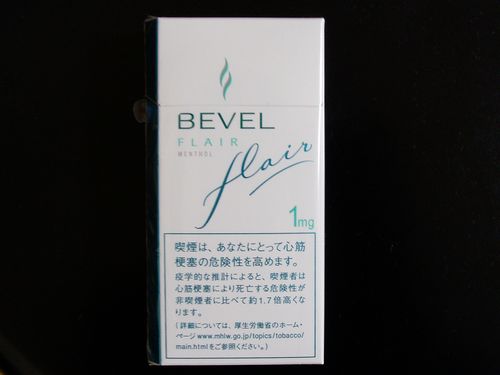 BEVEL
FLAIR
MENTHOL
flair
1mg
喫煙は、あなたにとって心筋
梗塞の危険性を高めます。
疫学的な推計によると、喫煙者は
心筋梗塞により死亡する危険性が
非喫煙者に比べて約1.7倍高くな
ります。
(詳細については、厚生労働省のホーム・
ページ www.mhlw.go.jp/topics/tobacco/
main.htmlをご参照ください。)